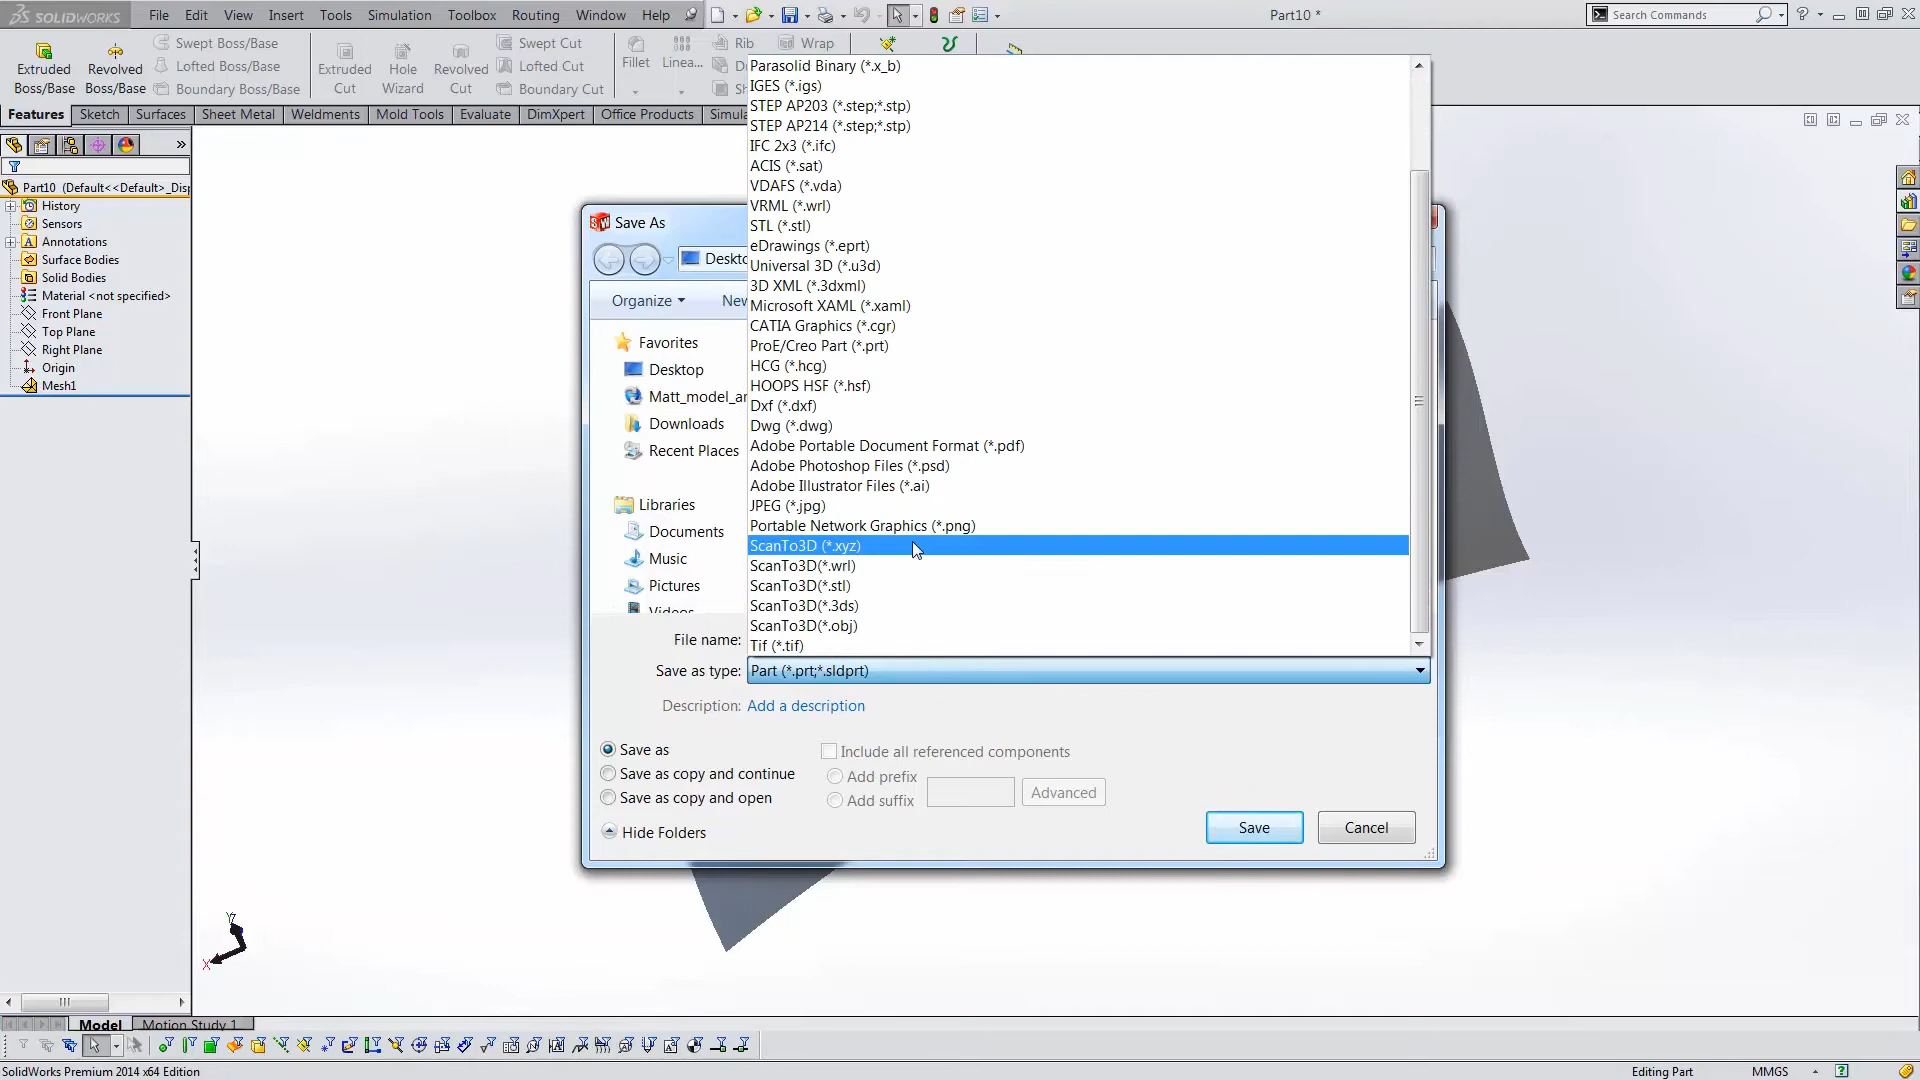 SOLIDWORKS
File
Edit
View
Insert
Tools
Simulation
Toolbox
Routing
Window
Help
Part10 *
Search Commands
Extruded Boss/Base
Revolved Boss/Base
Swept Boss/Base
Lofted Boss/Base
Boundary Boss/Base
Extruded Cut
Hole Wizard
Revolved Cut
Swept Cut
Lofted Cut
Boundary Cut
Fillet
Linea...
Rib
Wrap
Features
Sketch
Surfaces
Sheet Metal
Weldments
Mold Tools
Evaluate
DimXpert
Office Products
Simula
Part10 (Default<<Default>_Disp
History
Sensors
Annotations
Surface Bodies
Solid Bodies
Material <not specified>
Front Plane
Top Plane
Right Plane
Origin
Mesh1
Save As
Deskto
Organize
New
Favorites
Desktop
Matt_model_an
Downloads
Recent Places
Libraries
Documents
Music
Pictures
Videos
Parasolid Binary (*.x_b)
IGES (*.igs)
STEP AP203 (*.step;*.stp)
STEP AP214 (*.step;*.stp)
IFC 2x3 (*.ifc)
ACIS (*.sat)
VDAFS (*.vda)
VRML (*.wrl)
STL (*.stl)
eDrawings (*.eprt)
Universal 3D (*.u3d)
3D XML (*.3dxml)
Microsoft XAML (*.xaml)
CATIA Graphics (*.cgr)
ProE/Creo Part (*.prt)
HCG (*.hcg)
HOOPS HSF (*.hsf)
Dxf (*.dxf)
Dwg (*.dwg)
Adobe Portable Document Format (*.pdf)
Adobe Photoshop Files (*.psd)
Adobe Illustrator Files (*.ai)
JPEG (*.jpg)
Portable Network Graphics (*.png)
ScanTo3D (*.xyz)
ScanTo3D(*.wrl)
ScanTo3D(*.stl)
ScanTo3D(*.3ds)
ScanTo3D(*.obj)
Tif (*.tif)
File name:
Save as type: Part (*.prt;*.sldprt)
Description: Add a description
Save as
Save as copy and continue
Save as copy and open
Include all referenced components
Add prefix
Add suffix
Advanced
Hide Folders
Save
Cancel
X
Model
Motion Study 1
SolidWorks Premium 2014 x64 Edition
Editing Part
MMGS